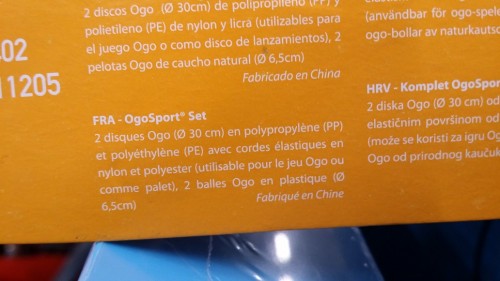 2 discos Ogo (Ø 30cm) de polipropileno (PP) y
polietileno (PE) de nylon y licra (utilizables para
el juego Ogo o como disco de lanzamientos), 2
pelotas Ogo de caucho natural (Ø 6,5cm)
Fabricado en China
02
11205
FRA - OgoSport® Set
2 disques Ogo (Ø 30 cm) en polypropylène (PP)
et polyéthylène (PE) avec cordes élastiques en
nylon et polyester (utilisable pour le jeu Ogo ou
comme palet), 2 balles Ogo en plastique (Ø
6,5cm)
Fabriqué en Chine
(användbar för ogo-spele
ogo-bollar av naturkautsc
HRV - Komplet OgoSpor
2 diska Ogo (Ø 30cm) od
elastičnim površinom od
(može se koristi za igru Og
Ogo od prirodnog kaučuk